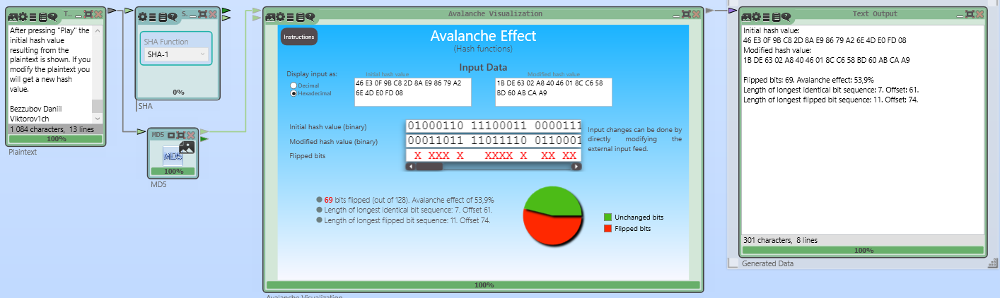 T...
After pressing "Play" the
initial hash value
resulting from the
plaintext is shown. If you
modify the plaintext you
will get a new hash
value.
Bezzubov Daniil
Viktorov1ch
1 084 characters, 13 lines
100%
Plaintext
S...
SHA Function
SHA-1
0%
SHA
MD5
MD5
100%
MD5
Avalanche Visualization
Instructions
Avalanche Effect
(Hash functions)
Input Data
Display input as:
Decimal
Hexadecimal
Initial hash value
46 E3 0F 9B C8 2D 8A E9 86 79 A2
6E 4D E0 FD 08
Modified hash value
1B DE 63 02 A8 40 46 01 8C C6 58
BD 60 AB CA A9
Initial hash value (binary)
01000110 11100011 0000111
Modified hash value (binary)
00011011 11011110 0110001
Flipped bits
X XXX X XXXX X XX XX
Input changes can be done by
directly modifying the
external input feed.
69 bits flipped (out of 128). Avalanche effect of 53,9%
Length of longest identical bit sequence: 7. Offset 61.
Length of longest flipped bit sequence: 11. Offset 74.
Unchanged bits
Flipped bits
100%
Avalanche Visualization
Text Output
Initial hash value:
46 E3 0F 9B C8 2D 8A E9 86 79 A2 6E 4D E0 FD 08
Modified hash value:
1B DE 63 02 A8 40 46 01 8C C6 58 BD 60 AB CA A9
Flipped bits: 69. Avalanche effect: 53,9%
Length of longest identical bit sequence: 7. Offset: 61.
Length of longest flipped bit sequence: 11. Offset: 74.
301 characters, 8 lines
100%
Generated Data